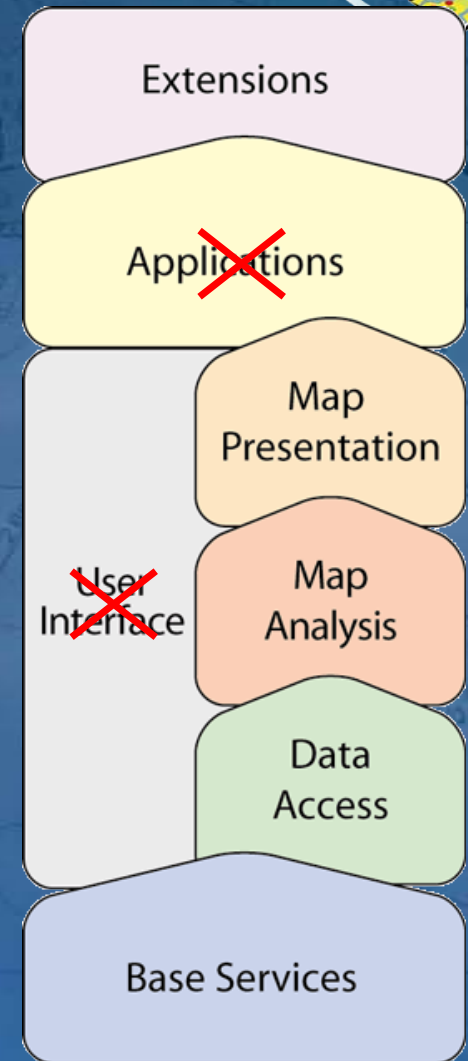 Extensions
Applications
Map
Presentation
User
Interface
Map
Analysis
Data
Access
Base Services